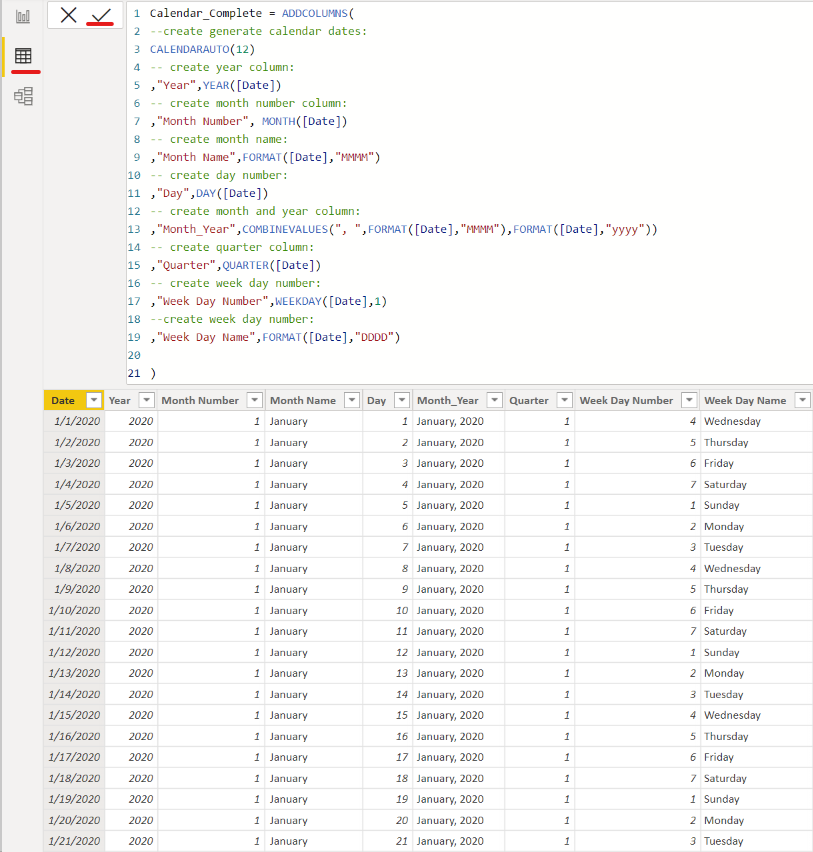 1 Calendar_Complete = ADDCOLUMNS(
2 --create generate calendar dates:
3 CALENDARAUTO(12)
4 -- create year column:
5 ,"Year",YEAR([Date])
6 -- create month number column:
7 ,"Month Number", MONTH([Date])
8 -- create month name:
9 ,"Month Name",FORMAT([Date],"MMMM")
10 -- create day number:
11 ,"Day",DAY([Date])
12 -- create month and year column:
13 ,"Month_Year",COMBINEVALUES(", ",FORMAT([Date],"MMMM"),FORMAT([Date],"yyyy"))
14 -- create quarter column:
15 ,"Quarter",QUARTER([Date])
16 -- create week day number:
17 ,"Week Day Number",WEEKDAY([Date],1)
18 --create week day number:
19 ,"Week Day Name",FORMAT([Date],"DDDD")
20
21 )
Date Year Month Number Month Name Day Month_Year Quarter Week Day Number Week Day Name
1/1/2020 2020 1 January 1 January, 2020 1 4 Wednesday
1/2/2020 2020 1 January 2 January, 2020 1 5 Thursday
1/3/2020 2020 1 January 3 January, 2020 1 6 Friday
1/4/2020 2020 1 January 4 January, 2020 1 7 Saturday
1/5/2020 2020 1 January 5 January, 2020 1 1 Sunday
1/6/2020 2020 1 January 6 January, 2020 1 2 Monday
1/7/2020 2020 1 January 7 January, 2020 1 3 Tuesday
1/8/2020 2020 1 January 8 January, 2020 1 4 Wednesday
1/9/2020 2020 1 January 9 January, 2020 1 5 Thursday
1/10/2020 2020 1 January 10 January, 2020 1 6 Friday
1/11/2020 2020 1 January 11 January, 2020 1 7 Saturday
1/12/2020 2020 1 January 12 January, 2020 1 1 Sunday
1/13/2020 2020 1 January 13 January, 2020 1 2 Monday
1/14/2020 2020 1 January 14 January, 2020 1 3 Tuesday
1/15/2020 2020 1 January 15 January, 2020 1 4 Wednesday
1/16/2020 2020 1 January 16 January, 2020 1 5 Thursday
1/17/2020 2020 1 January 17 January, 2020 1 6 Friday
1/18/2020 2020 1 January 18 January, 2020 1 7 Saturday
1/19/2020 2020 1 January 19 January, 2020 1 1 Sunday
1/20/2020 2020 1 January 20 January, 2020 1 2 Monday
1/21/2020 2020 1 January 21 January, 2020 1 3 Tuesday